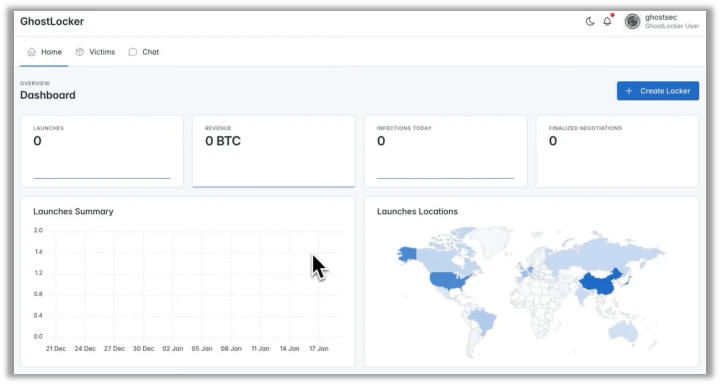 GhostLocker
ghostsec
GhostLocker User
Home
Victims
Chat
OVERVIEW
Dashboard
+ Create Locker
LAUNCHES
0
REVENUE
0 BTC
INFECTIONS TODAY
0
FINALIZED NEGOTIATIONS
0
Launches Summary
2.0
1.6
1.2
0.8
0.4
0.0
21 Dec 24 Dec 27 Dec 30 Dec 02 Jan 05 Jan 08 Jan 11 Jan 14 Jan 17 Jan
Launches Locations